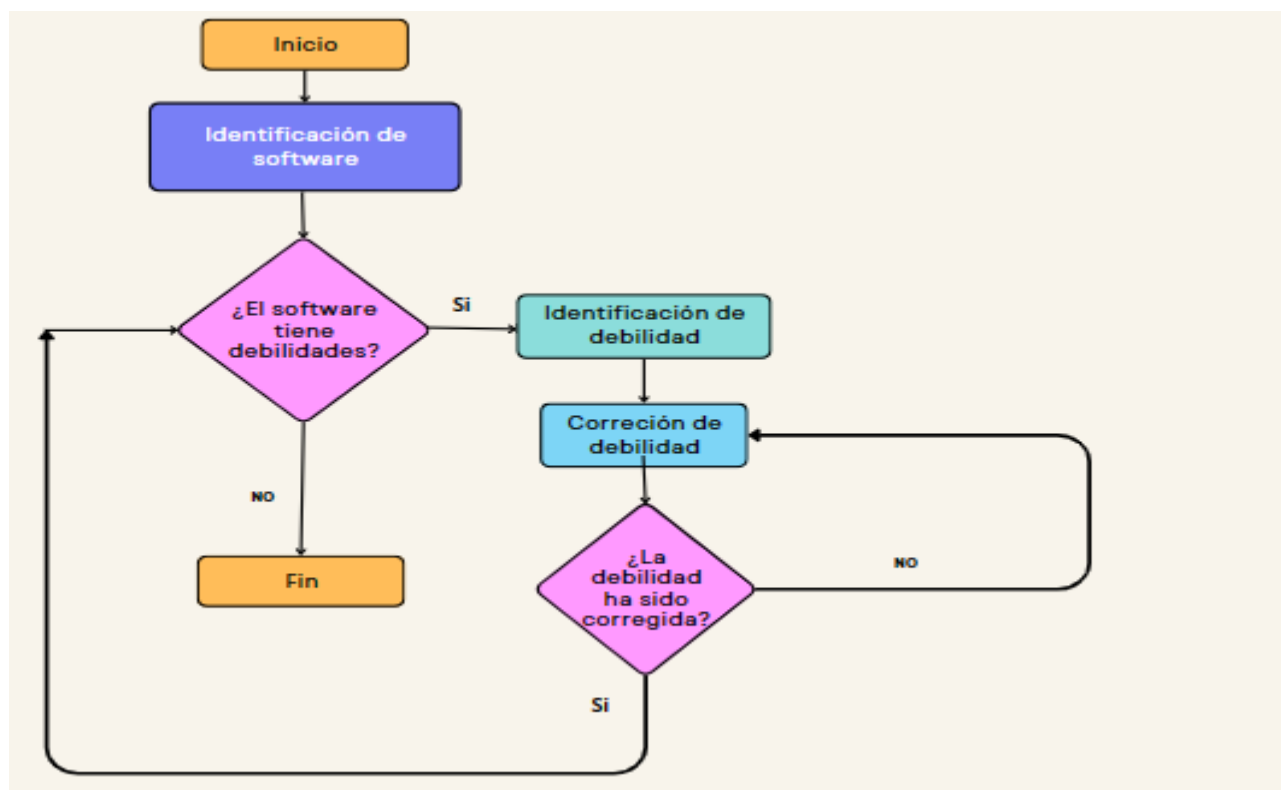 Inicio
Identificación de
software
¿El software
tiene
debilidades?
Si
Identificación de
debilidad
Correción de
debilidad
NO
Fin
¿La
debilidad
ha sido
corregida?
NO
Si